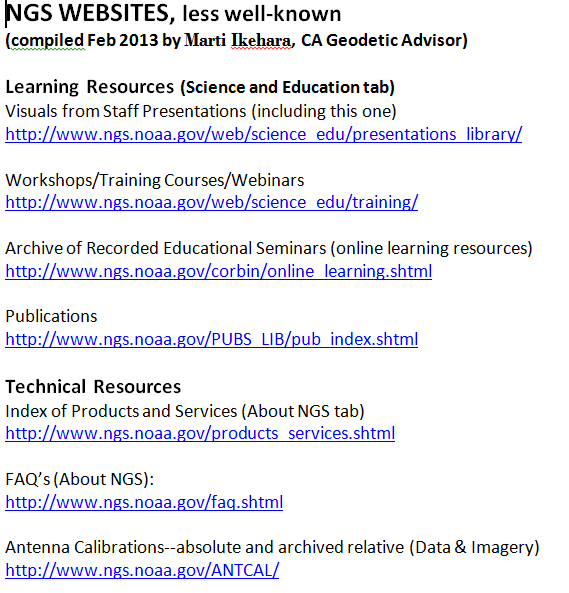 NGS WEBSITES, less well-known
(compiled Feb 2013 by Marti Ikehara, CA Geodetic Advisor)
Learning Resources (Science and Education tab)
Visuals from Staff Presentations (including this one)
http://www.ngs.noaa.gov/web/science_edu/presentations_library/
Workshops/Training Courses/Webinars
http://www.ngs.noaa.gov/web/science_edu/training/
Archive of Recorded Educational Seminars (online learning resources)
http://www.ngs.noaa.gov/corbin/online_learning.shtml
Publications
http://www.ngs.noaa.gov/PUBS_LIB/pub_index.shtml
Technical Resources
Index of Products and Services (About NGS tab)
http://www.ngs.noaa.gov/products_services.shtml
FAQ’s (About NGS):
http://www.ngs.noaa.gov/faq.shtml
Antenna Calibrations--absolute and archived relative (Data & Imagery)
http://www.ngs.noaa.gov/ANTCAL/